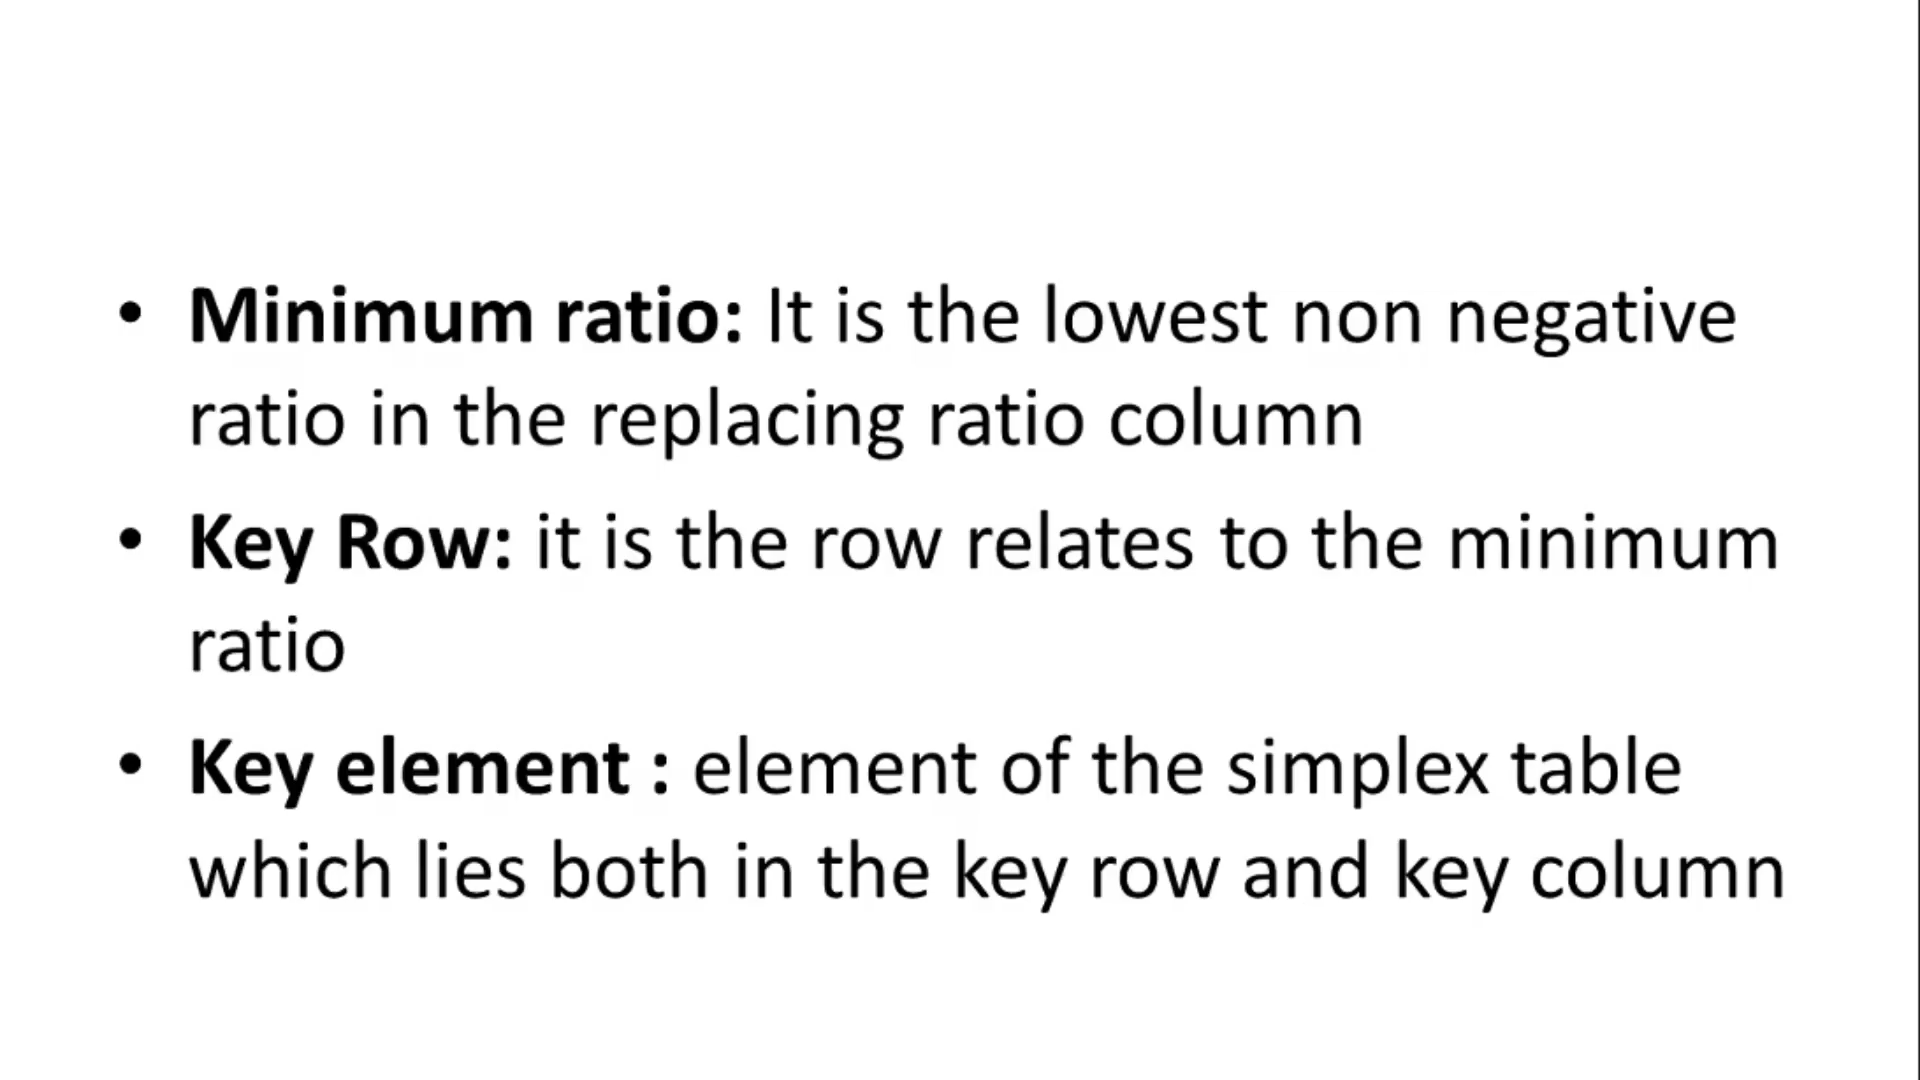 • Minimum ratio: It is the lowest non negative
ratio in the replacing ratio column
• Key Row: it is the row relates to the minimum
ratio
• Key element : element of the simplex table
which lies both in the key row and key column